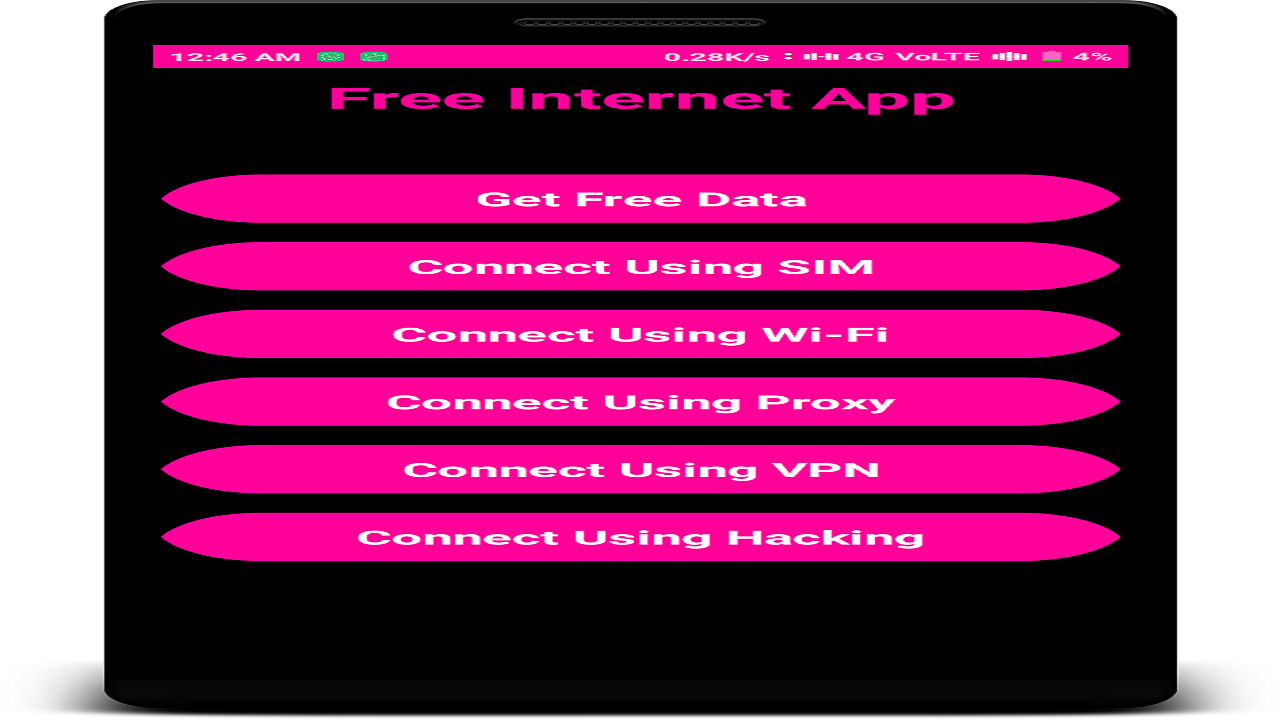 12:46 AM 0.28K/s 4G VoLTE 4%
Free Internet App
Get Free Data
Connect Using SIM
Connect Using Wi-Fi
Connect Using Proxy
Connect Using VPN
Connect Using Hacking